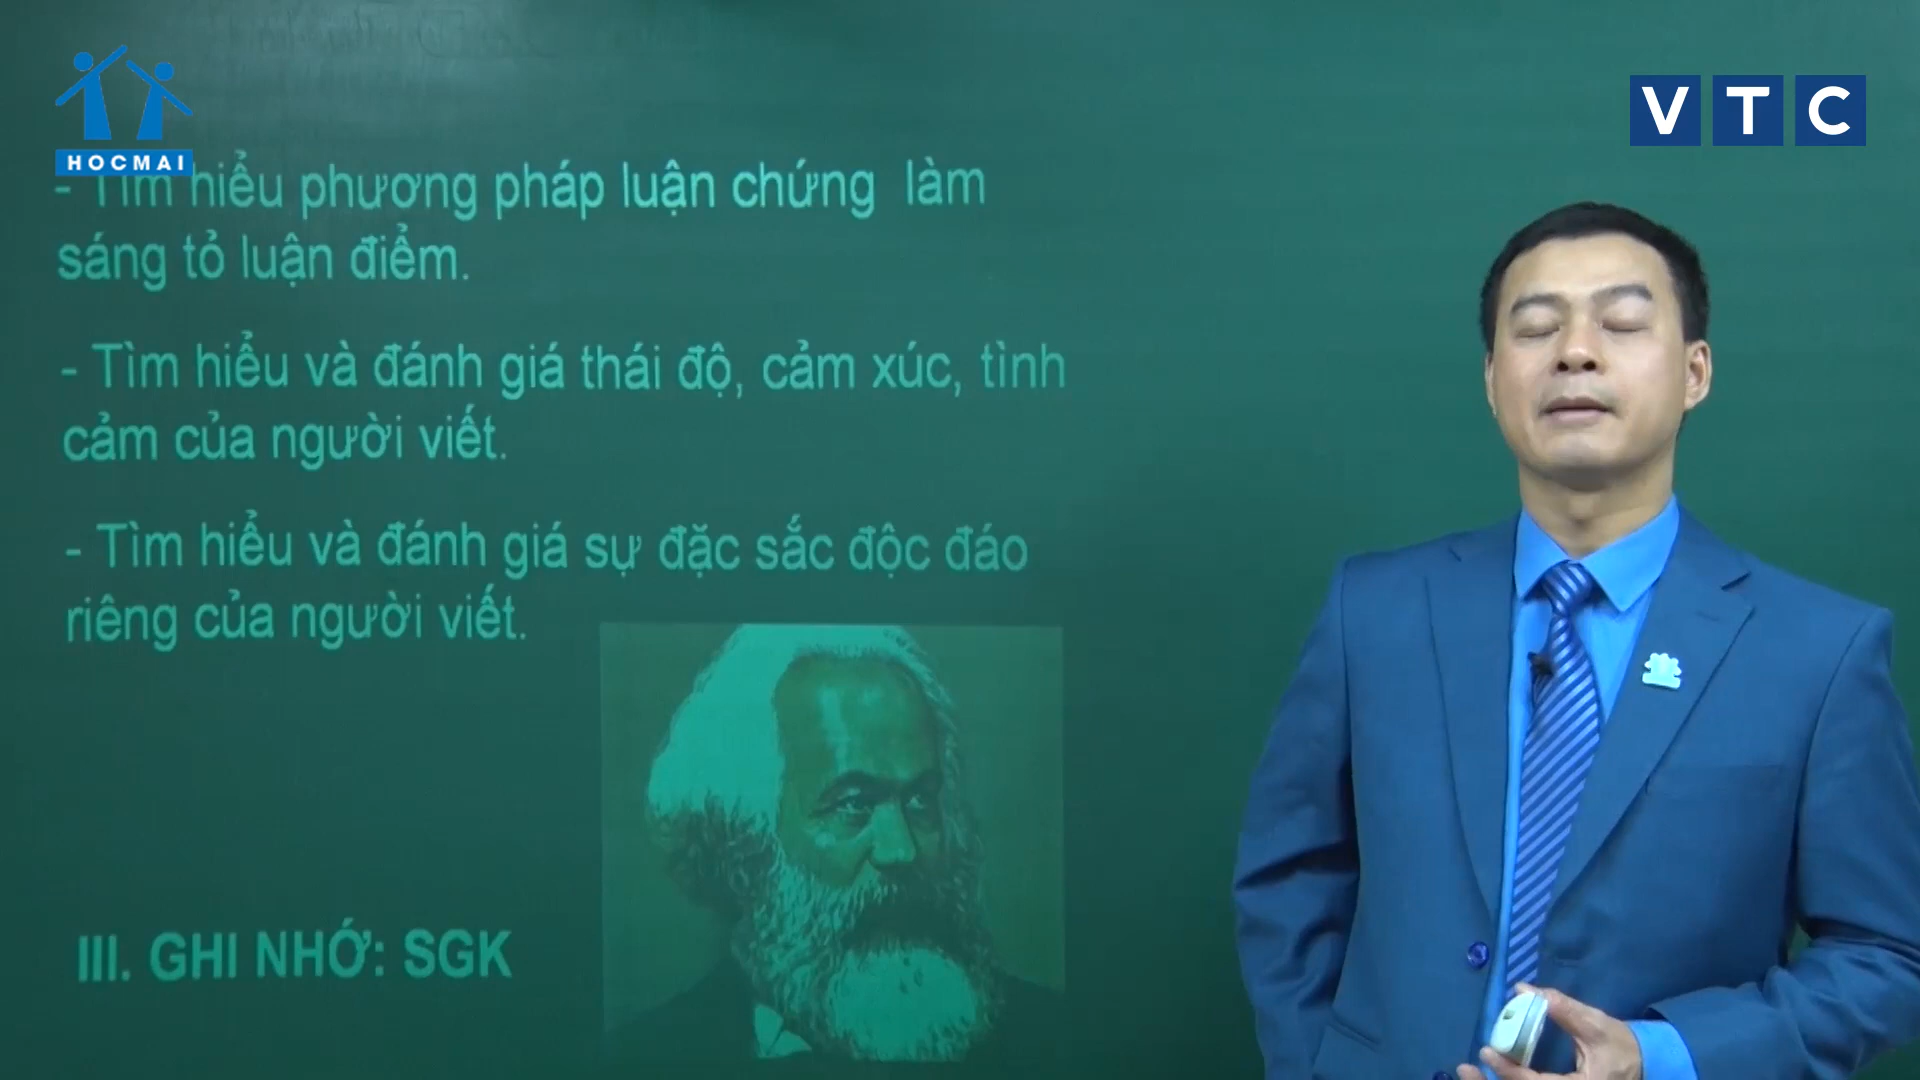 HOCMAI
VTC
- Tìm hiểu phương pháp luận chứng làm
sáng tỏ luận điểm.
- Tìm hiểu và đánh giá thái độ, cảm xúc, tình
cảm của người viết.
- Tìm hiểu và đánh giá sự đặc sắc độc đáo
riêng của người viết.
III. GHI NHỚ: SGK